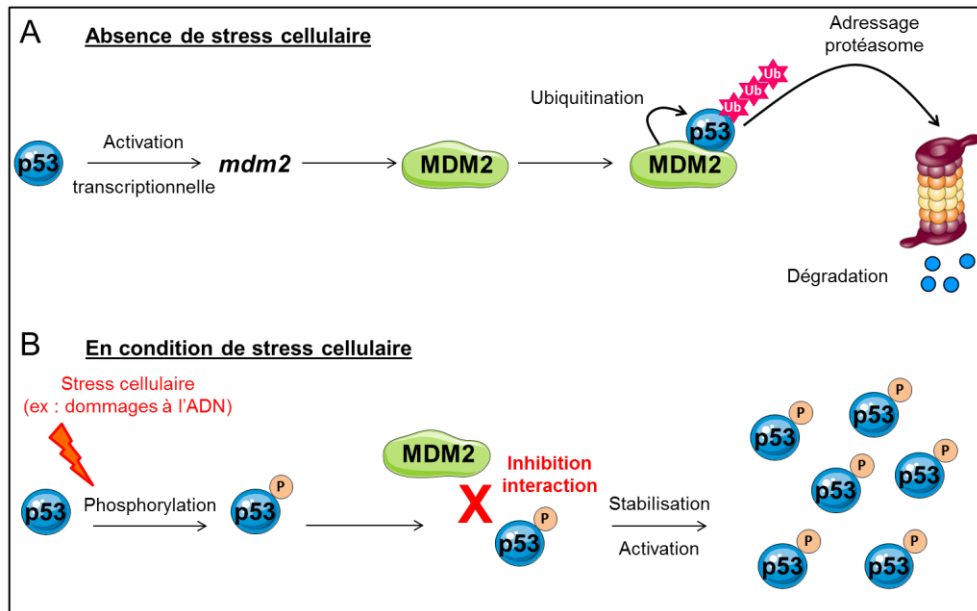 A
Absence de stress cellulaire
Adressage
protéasome
Ubiquitination
Ub
Ub
Ub
p53
Activation
transcriptionnelle
mdm2
MDM2
p53
MDM2
Dégradation
B
En condition de stress cellulaire
Stress cellulaire
(ex : dommages à l'ADN)
p53
Phosphorylation
P
p53
MDM2
X
Inhibition
interaction
P
p53
Stabilisation
Activation
P
p53
P
p53
P
p53
P
p53
P
p53
P
p53